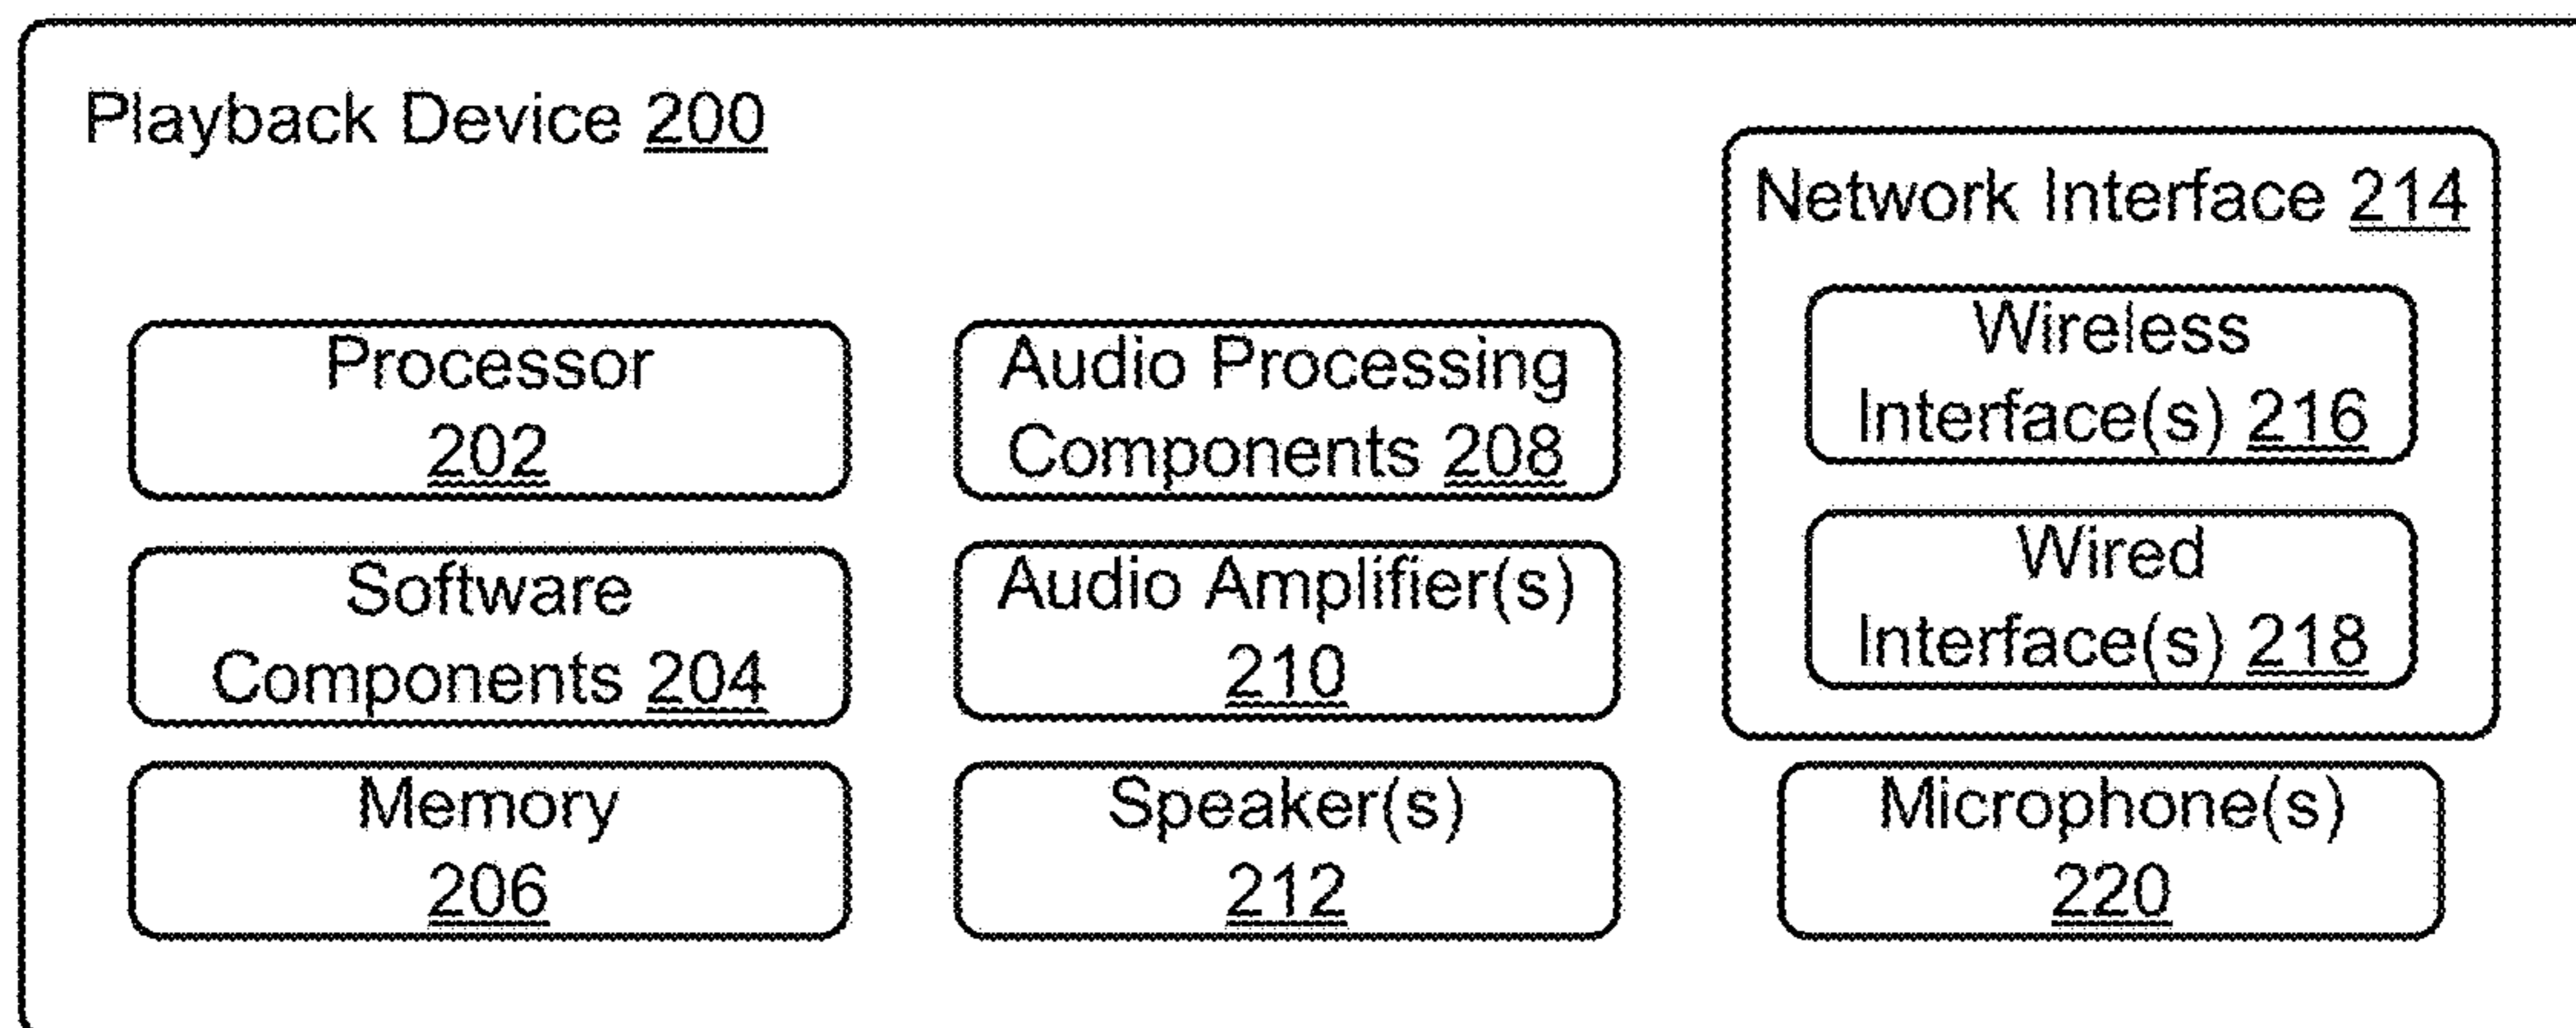 Playback Device 200
Processor
202
Software
Components 204
Memory
206
Audio Processing
Components 208
Audio Amplifier(s)
210
Speaker(s)
212
Network Interface 214
Wireless
Interface(s) 216
Wired
Interface(s) 218
Microphone(s)
220